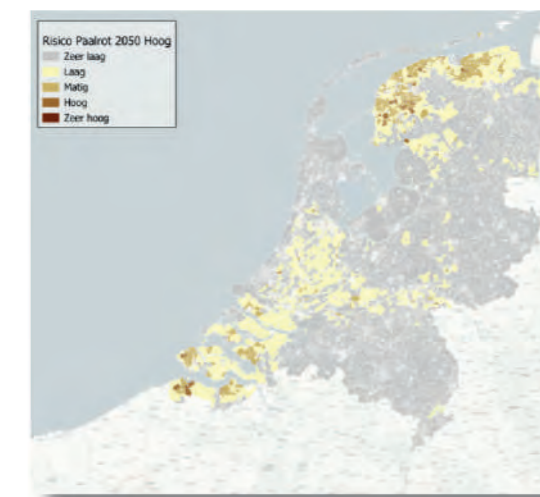 Risico Paalrot 2050 Hoog
Zeer laag
Laag
Matig
Hoog
Zeer hoog